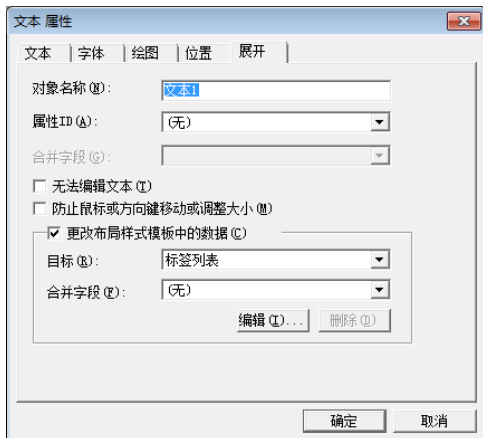 文本 属性
文本 字体 绘图 位置 展开
对象名称(N): 文本1
属性ID(A): (无)
合并字段(G):
无法编辑文本(T)
防止鼠标或方向键移动或调整大小(M)
更改布局样式模板中的数据(C)
目标(R): 标签列表
合并字段(F): (无)
编辑(I)... 删除(D)
确定 取消